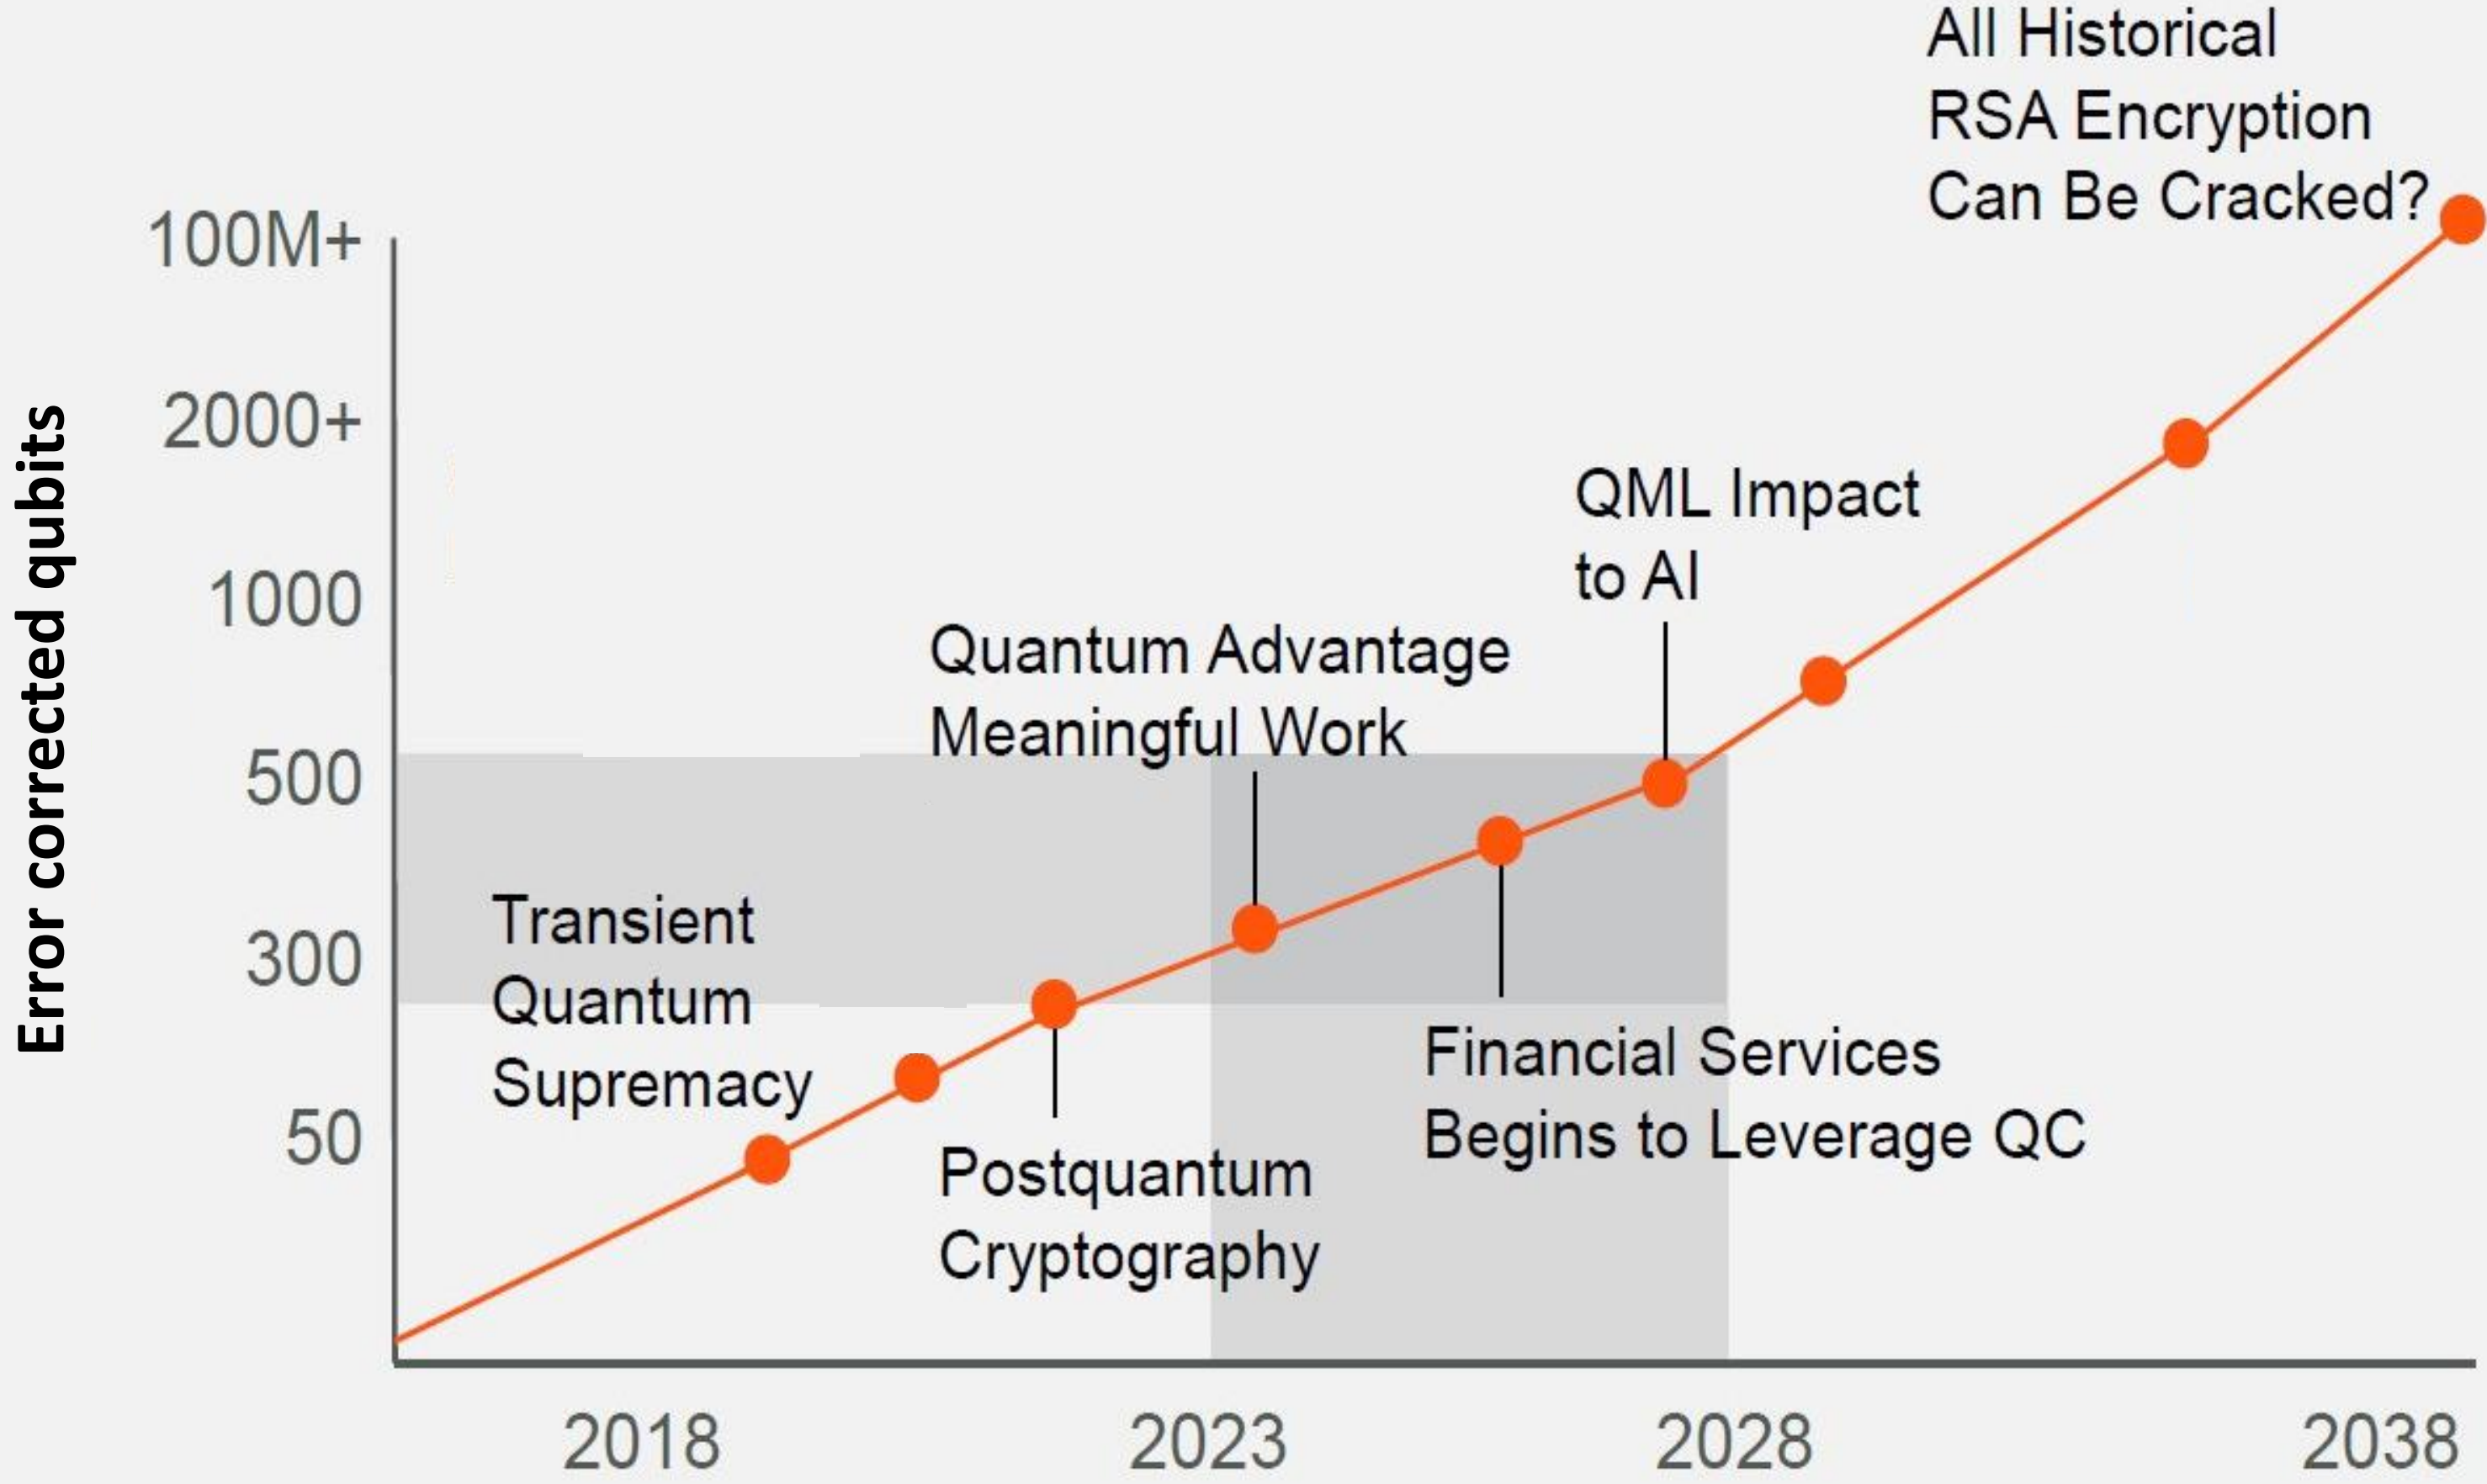 All Historical
RSA Encryption
Can Be Cracked?
100M+
2000+
1000
500
300
50
Error corrected qubits
QML Impact
to AI
Quantum Advantage
Meaningful Work
Transient
Quantum
Supremacy
Financial Services
Begins to Leverage QC
Postquantum
Cryptography
2018
2023
2028
2038